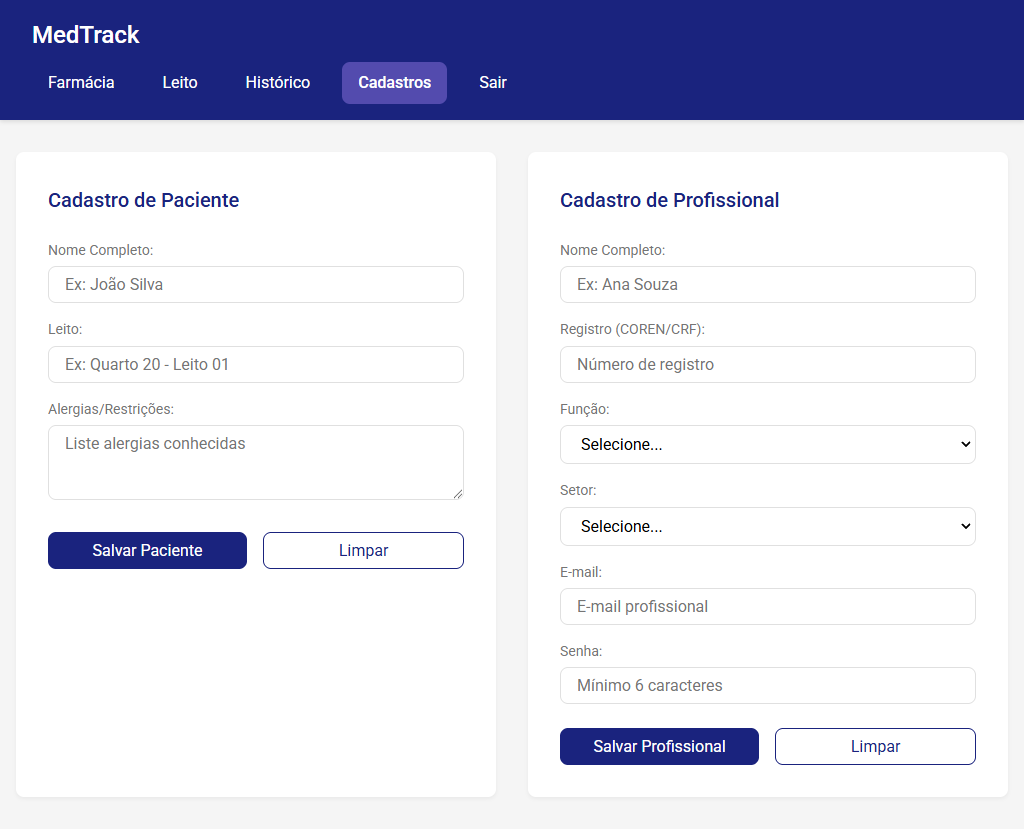 MedTrack
Farmácia Leito Histórico Cadastros Sair
Cadastro de Paciente
Nome Completo:
Ex: João Silva
Leito:
Ex: Quarto 20 - Leito 01
Alergias/Restrições:
Liste alergias conhecidas
Salvar Paciente Limpar
Cadastro de Profissional
Nome Completo:
Ex: Ana Souza
Registro (COREN/CRF):
Número de registro
Função:
Selecione...
Setor:
Selecione...
E-mail:
E-mail profissional
Senha:
Mínimo 6 caracteres
Salvar Profissional Limpar